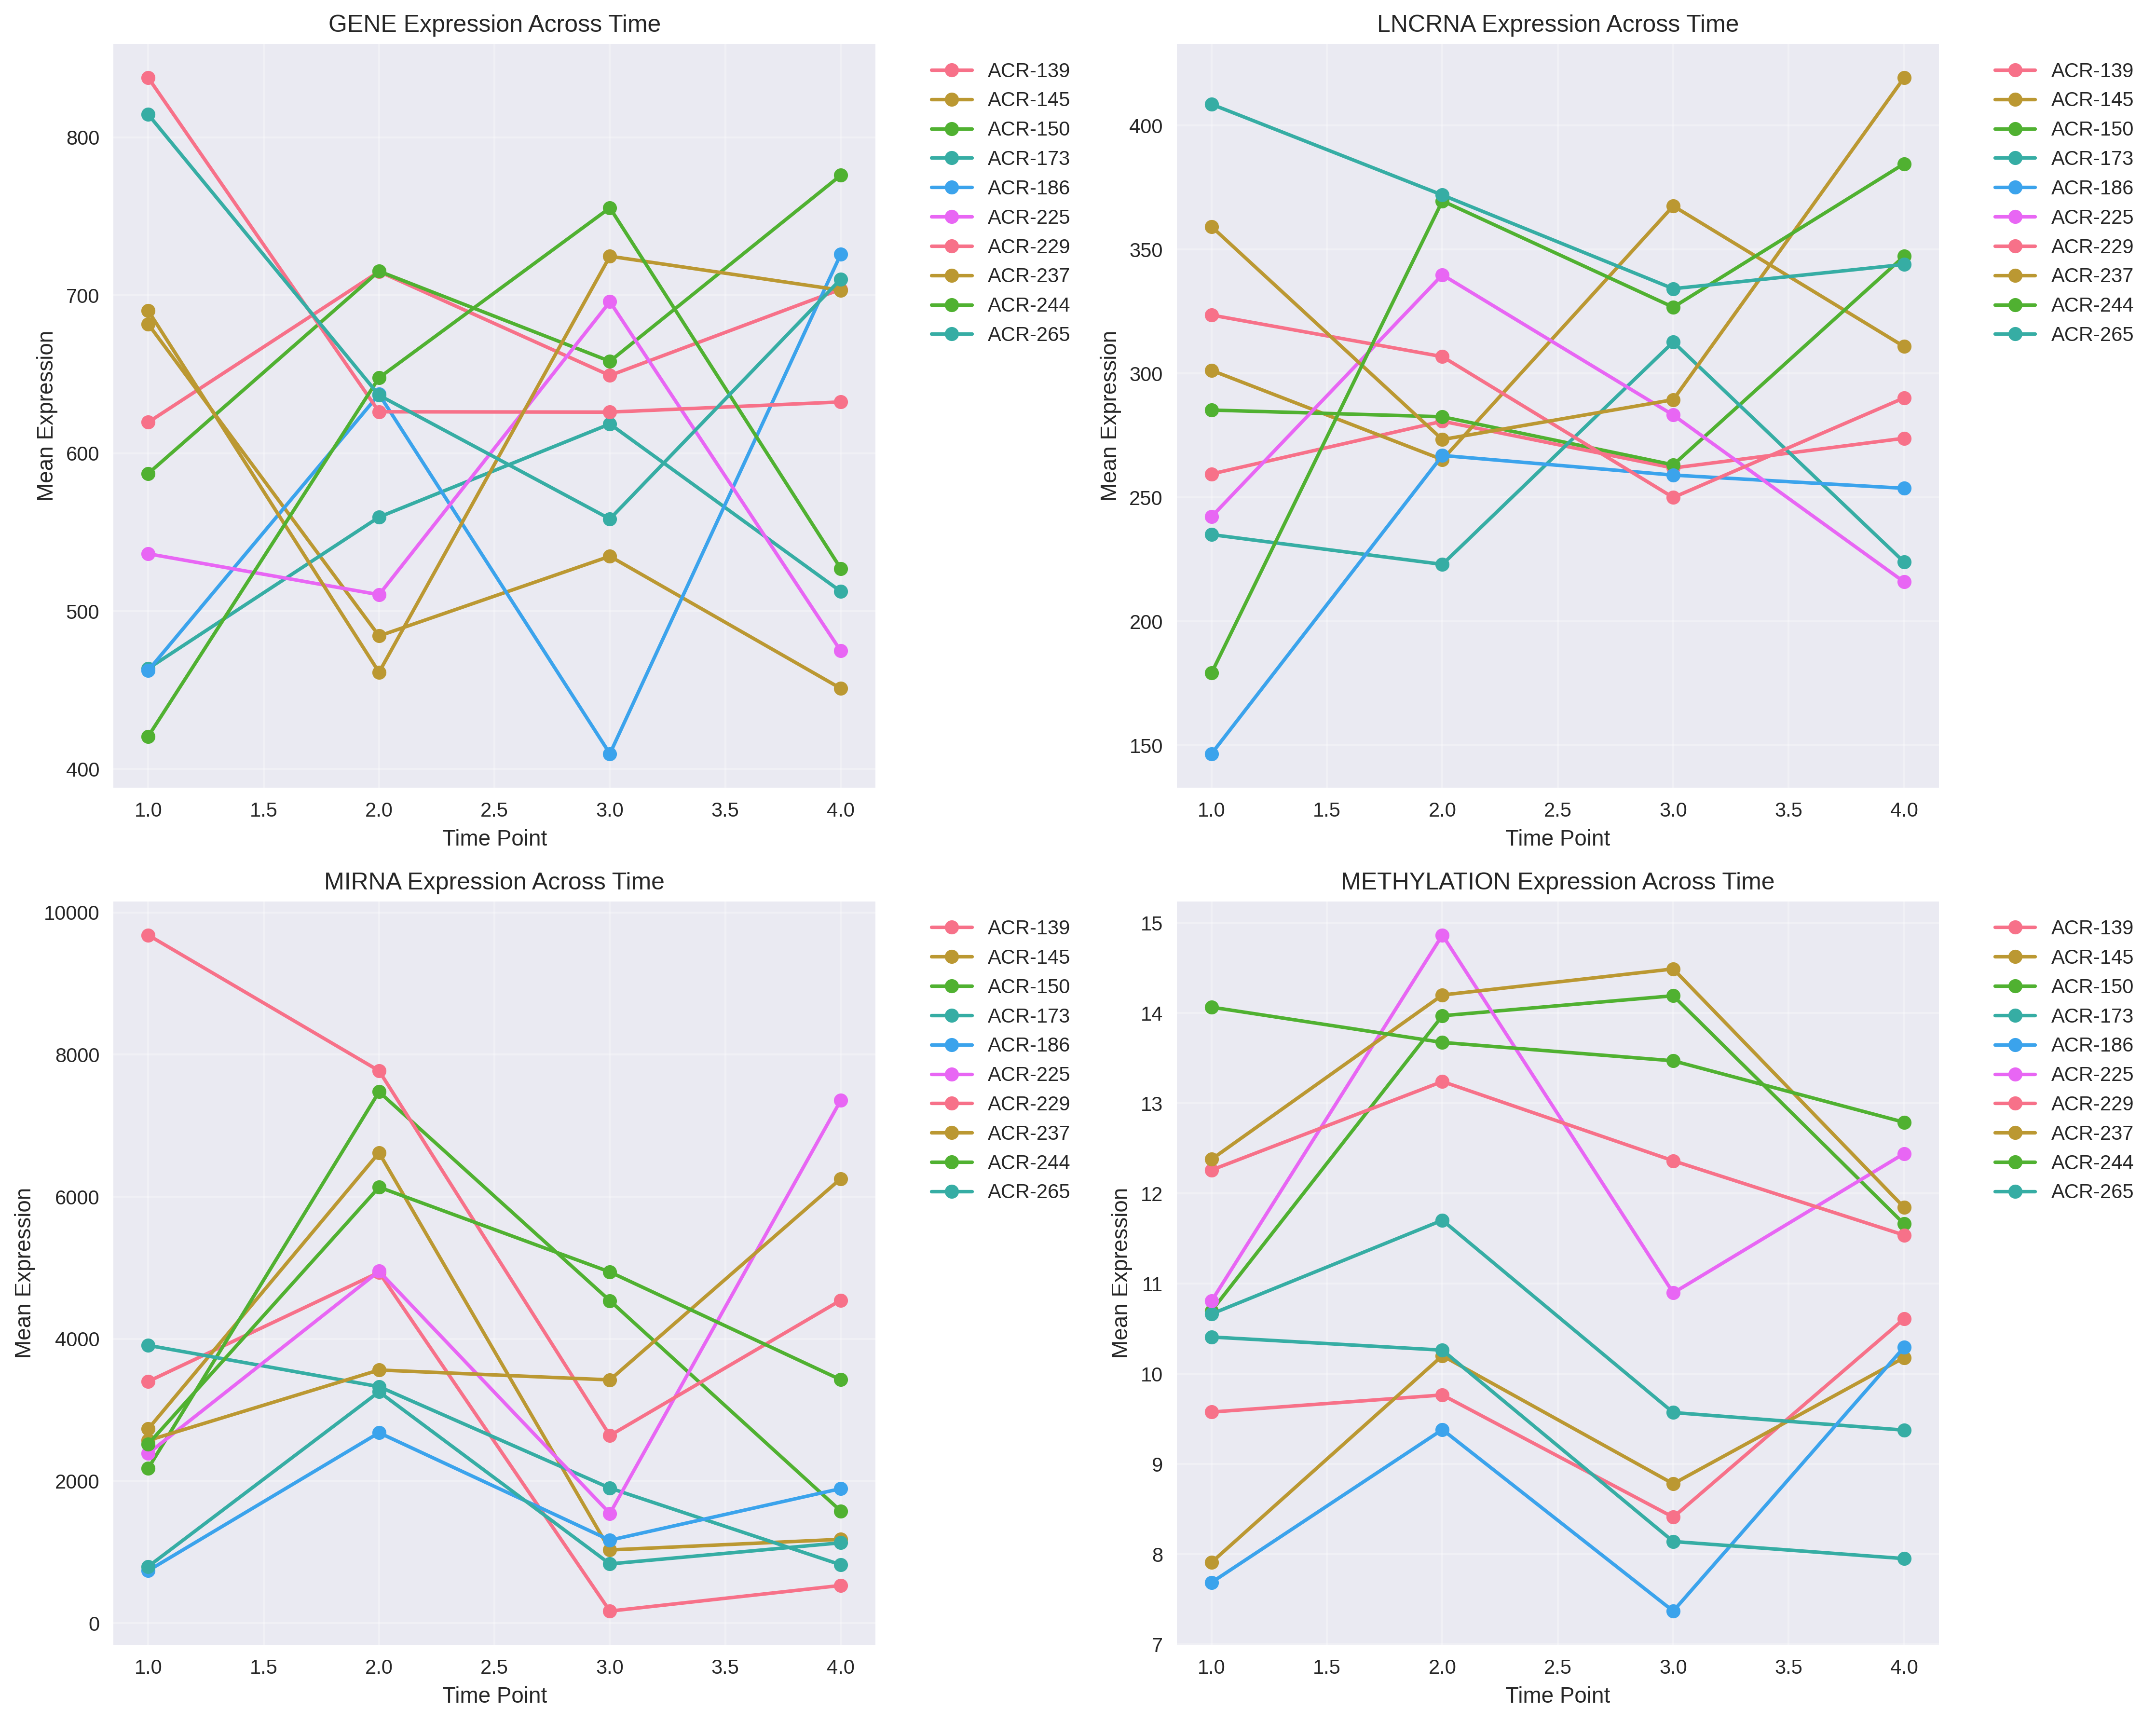 GENE Expression Across Time
Mean Expression
800
700
600
500
400
1.0 1.5 2.0 2.5 3.0 3.5 4.0
Time Point
ACR-139
ACR-145
ACR-150
ACR-173
ACR-186
ACR-225
ACR-229
ACR-237
ACR-244
ACR-265
LNCRNA Expression Across Time
Mean Expression
400
350
300
250
200
150
1.0 1.5 2.0 2.5 3.0 3.5 4.0
Time Point
ACR-139
ACR-145
ACR-150
ACR-173
ACR-186
ACR-225
ACR-229
ACR-237
ACR-244
ACR-265
MIRNA Expression Across Time
Mean Expression
10000
8000
6000
4000
2000
0
1.0 1.5 2.0 2.5 3.0 3.5 4.0
Time Point
ACR-139
ACR-145
ACR-150
ACR-173
ACR-186
ACR-225
ACR-229
ACR-237
ACR-244
ACR-265
METHYLATION Expression Across Time
Mean Expression
15
14
13
12
11
10
9
8
7
1.0 1.5 2.0 2.5 3.0 3.5 4.0
Time Point
ACR-139
ACR-145
ACR-150
ACR-173
ACR-186
ACR-225
ACR-229
ACR-237
ACR-244
ACR-265